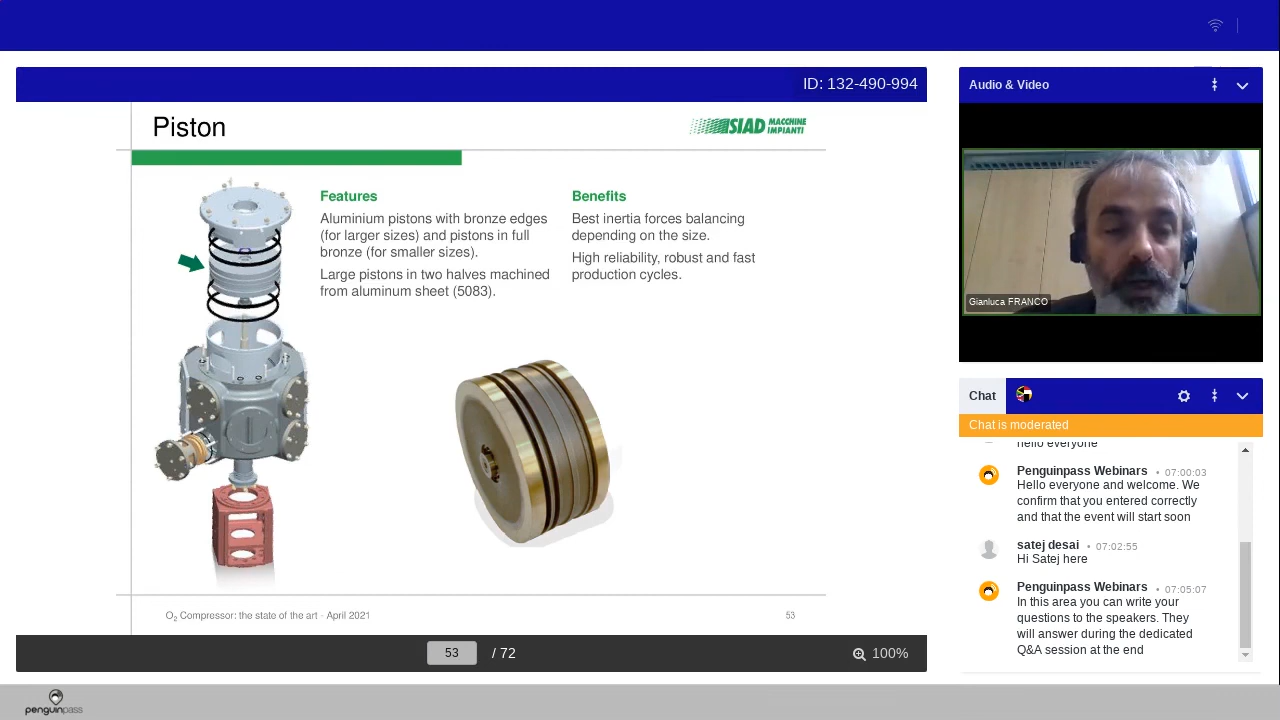 ID: 132-490-994
Piston
SIAD MACCHINE
IMPIANTI
Features
Aluminium pistons with bronze edges
(for larger sizes) and pistons in full
bronze (for smaller sizes).
Large pistons in two halves machined
from aluminum sheet (5083).
Benefits
Best inertia forces balancing
depending on the size.
High reliability, robust and fast
production cycles.
O2 Compressor: the state of the art - April 2021
53
53 / 72
100%
Audio & Video
Gianluca FRANCO
Chat
Chat is moderated
hello everyone
Penguinpass Webinars • 07:00:03
Hello everyone and welcome. We
confirm that you entered correctly
and that the event will start soon
satej desai • 07:02:55
Hi Satej here
Penguinpass Webinars • 07:05:07
In this area you can write your
questions to the speakers. They
will answer during the dedicated
Q&A session at the end
penguinpass